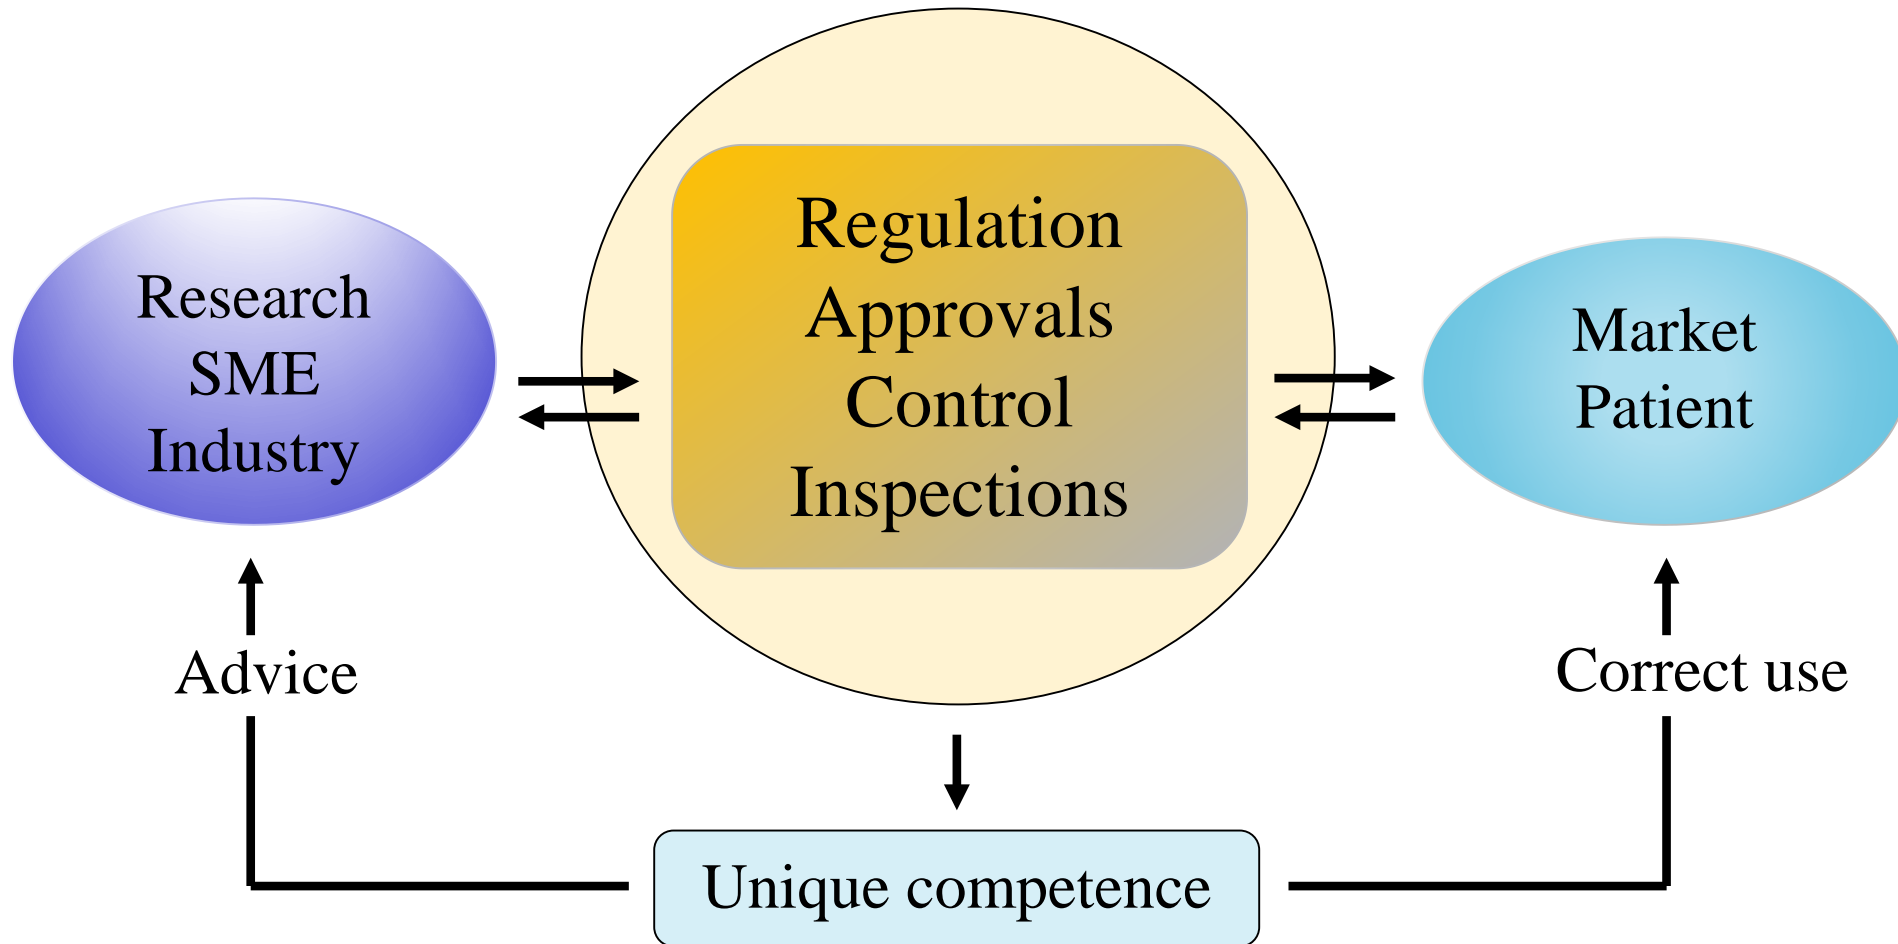 Research
SME
Industry
Regulation
Approvals
Control
Inspections
Market
Patient
Advice
Correct use
Unique competence